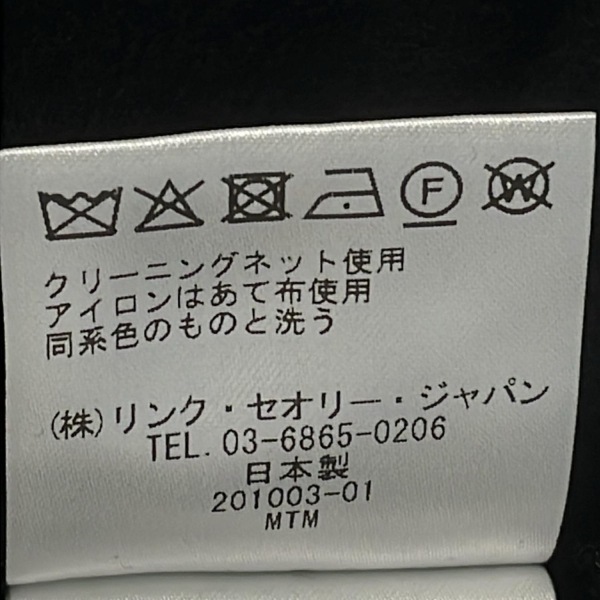 F W
クリーニングネット使用
アイロンはあて布使用
同系色のものと洗う
(株)リンク・セオリー・ジャパン
TEL. 03-6865-0206
日本製
201003-01
MTM